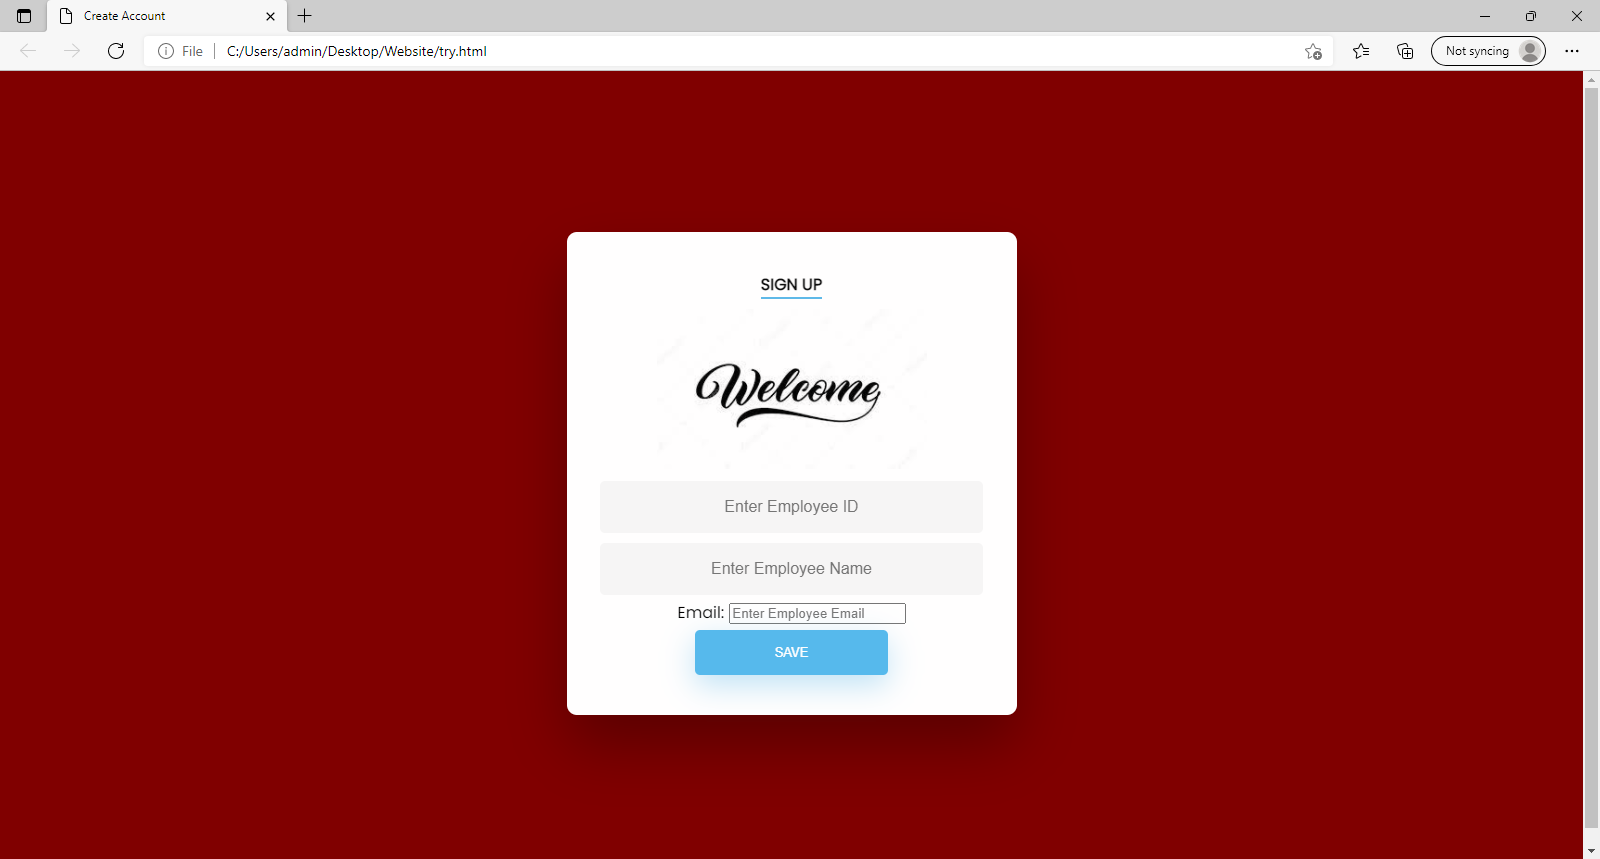 Create Account
Not syncing
File
C:/Users/admin/Desktop/Website/try.html
SIGN UP
Welcome
Enter Employee ID
Enter Employee Name
Email: Enter Employee Email
SAVE